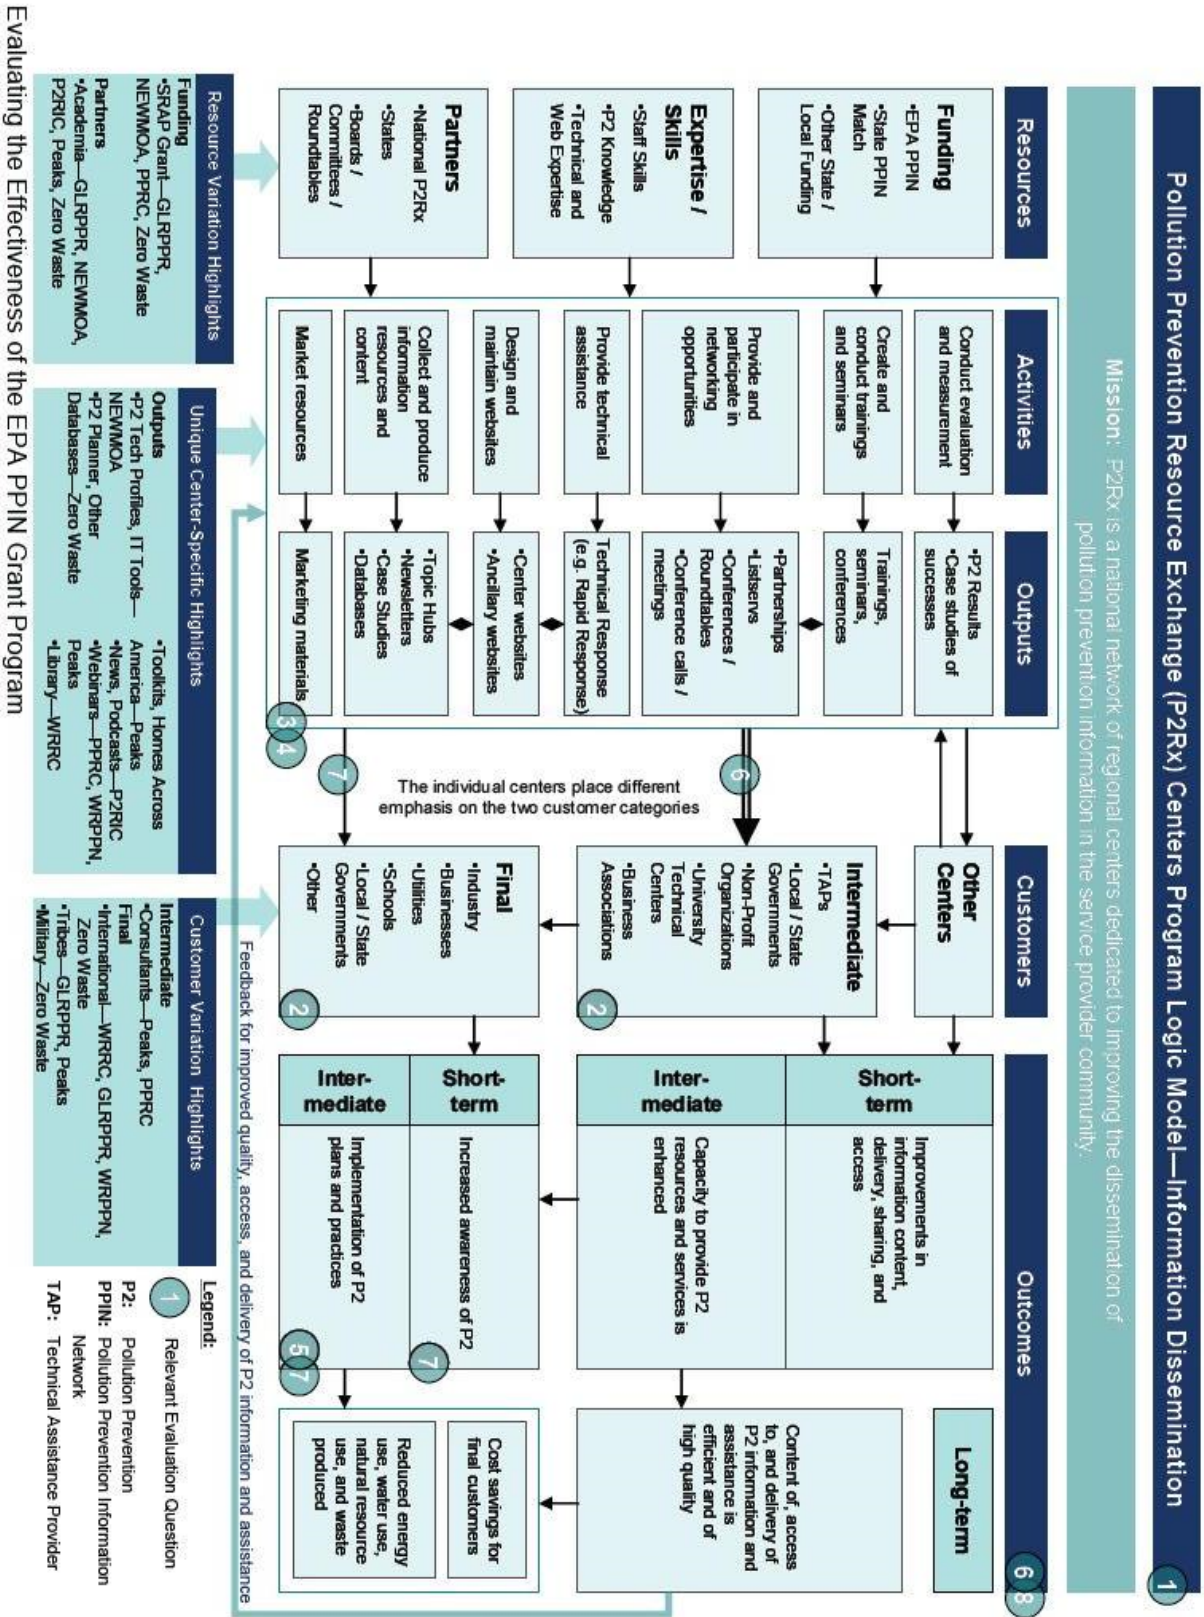 Pollution Prevention Resource Exchange (P2Rx) Centers Program Logic Model—Information Dissemination
1
Mission: P2Rx is a national network of regional centers dedicated to improving the dissemination of
pollution prevention information in the service provider community.
Resources
Activities
Outputs
Customers
Outcomes
6
8
Funding
•EPA PPIN
•State PPIN
Match
•Other State /
Local Funding
Expertise /
Skills
•Staff Skills
•P2 Knowledge
•Technical and
Web Expertise
Partners
•National P2Rx
•States
•Boards /
Committees /
Roundtables
Conduct evaluation
and measurement
Create and
conduct trainings
and seminars
Provide and
participate in
networking
opportunities
Provide technical
assistance
Design and
maintain websites
Collect and produce
information
resources and
content
Market resources
•P2 Results
•Case studies of
successes
Trainings,
seminars,
conferences
•Partnerships
•Listservs
•Conferences /
Roundtables
•Conference calls /
meetings
Technical Response
(e.g. Rapid Response)
•Center websites
•Ancillary websites
•Topic Hubs
•Newsletters
•Case Studies
•Databases
Marketing materials
3
4
6
The individual centers place different
emphasis on the two customer categories
7
Other
Centers
Intermediate
•TAPs
•Local / State
Governments
•Non-Profit
Organizations
•University
Technical
Centers
•Business
Associations
2
Final
•Industry
•Businesses
•Utilities
•Schools
•Local / State
Governments
•Other
2
Short-
term
Improvements in
information content,
delivery, sharing, and
access
Inter-
mediate
Capacity to provide P2
resources and services is
enhanced
Short-
term
Increased awareness of P2
7
Inter-
mediate
Implementation of P2
plans and practices
5
7
Long-term
Content of, access
to, and delivery of
P2 information and
assistance is
efficient and of
high quality
Cost savings for
final customers
Reduced energy
use, water use,
natural resource
use, and waste
produced
Feedback for improved quality, access, and delivery of P2 information and assistance
Resource Variation Highlights
Funding
•SRAP Grant—GLRPPR,
NEWMOA, PPRC, Zero Waste
Partners
•Academia—GLRPPR, NEWMOA,
P2RIC, Peaks, Zero Waste
Unique Center-Specific Highlights
Outputs
•P2 Tech Profiles, IT Tools—
NEWMOA
•P2 Planner, Other
Databases—Zero Waste
•Toolkits, Homes Across
America—Peaks
•News, Podcasts—P2RIC
•Webinars—PPRC, WRPPN,
Peaks
•Library—WRRC
Customer Variation Highlights
Intermediate
•Consultants—Peaks, PPRC
Final
•International—WRRC, GLRPPR, WRPPN,
Zero Waste
•Tribes—GLRPPR, Peaks
•Military—Zero Waste
Legend:
1 Relevant Evaluation Question
P2: Pollution Prevention
PPIN: Pollution Prevention Information
Network
TAP: Technical Assistance Provider
Evaluating the Effectiveness of the EPA PPIN Grant Program